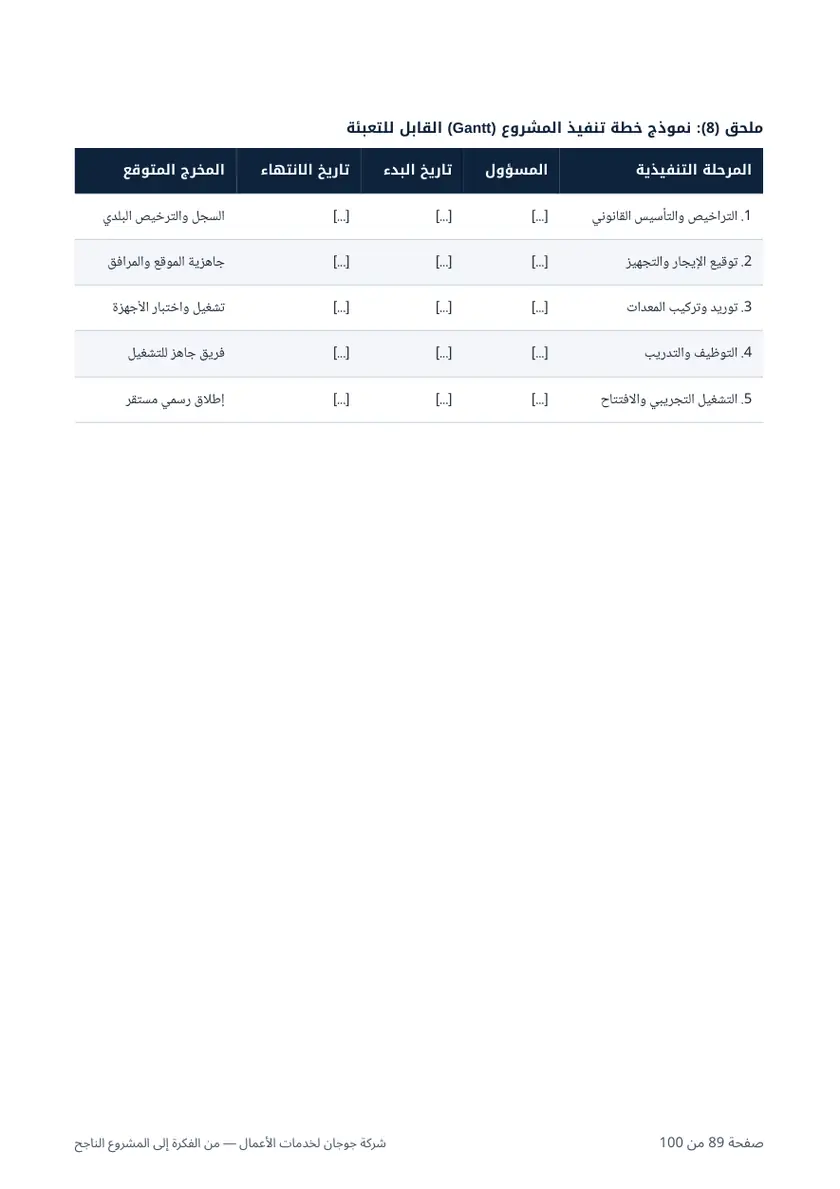 ملحق (8): نموذج خطة تنفيذ المشروع (Gantt) القابل للتعبئة
المرحلة التنفيذية المسؤول تاريخ البدء تاريخ الانتهاء المخرج المتوقع
1. التراخيص والتأسيس القانوني [...] [...] [...] السجل والترخيص البلدي
2. توقيع الإيجار والتجهيز [...] [...] [...] جاهزية الموقع والمرافق
3. توريد وتركيب المعدات [...] [...] [...] تشغيل واختبار الأجهزة
4. التوظيف والتدريب [...] [...] [...] فريق جاهز للتشغيل
5. التشغيل التجريبي والافتتاح [...] [...] [...] إطلاق رسمي مستقر
صفحة 89 من 100 شركة جوجان لخدمات الأعمال — من الفكرة إلى المشروع الناجح